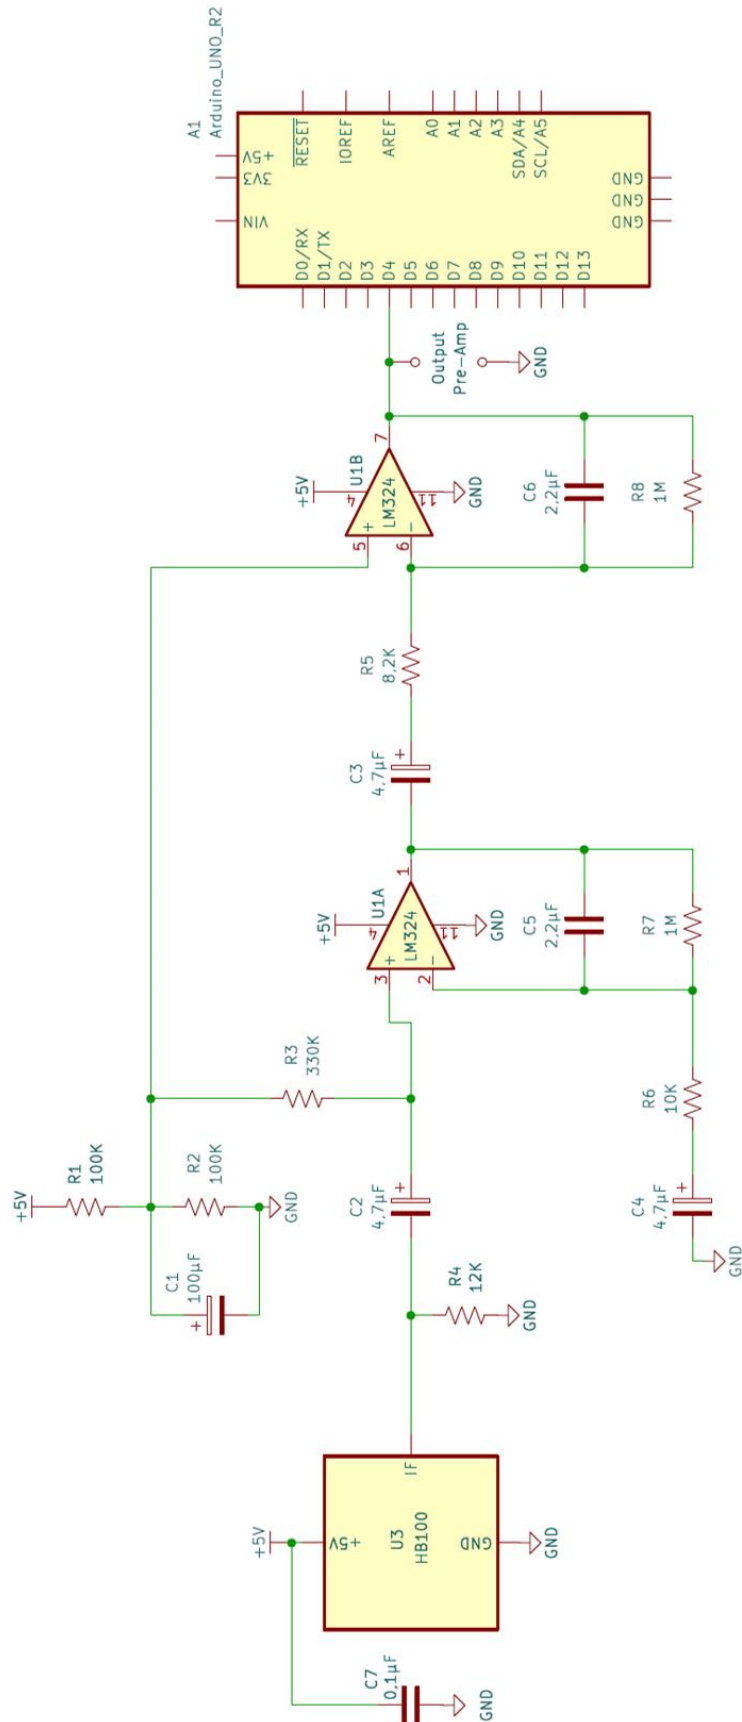 A1
Arduino_UNO_R2
+5V
3V3
VIN
RESET
IOREF
AREF
A0
A1
A2
A3
SDA/A4
SCL/A5
D0/RX
D1/TX
D2
D3
D4
D5
D6
D7
D8
D9
D10
D11
D12
D13
GND
GND
GND
Output
Pre-Amp
GND
+5V
U1B
LM324
4
5
+
6
-
7
11
GND
C6
2,2µF
R8
1M
R5
8,2K
C3
4,7µF
+
+5V
U1A
LM324
4
3
+
2
-
1
11
GND
C5
2,2µF
R7
1M
R3
330K
R6
10K
+5V
R1
100K
R2
100K
GND
C1
100µF
+
C2
4,7µF
+
C4
4,7µF
+
GND
R4
12K
GND
+5V
+5V
IF
U3
HB100
GND
GND
C7
0,1µF
GND